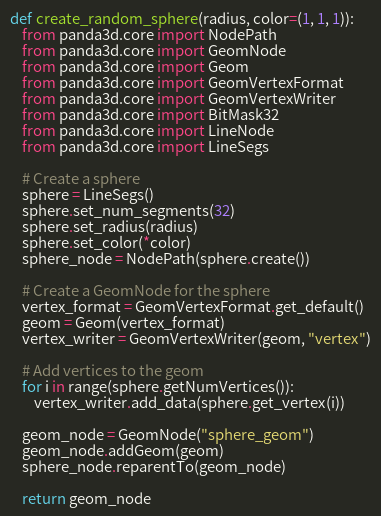 def create_random_sphere(radius, color=(1, 1, 1)):
from panda3d.core import NodePath
from panda3d.core import GeomNode
from panda3d.core import Geom
from panda3d.core import GeomVertexFormat
from panda3d.core import GeomVertexWriter
from panda3d.core import BitMask32
from panda3d.core import LineNode
from panda3d.core import LineSegs
# Create a sphere
sphere = LineSegs()
sphere.set_num_segments(32)
sphere.set_radius(radius)
sphere.set_color(*color)
sphere_node = NodePath(sphere.create())
# Create a GeomNode for the sphere
vertex_format = GeomVertexFormat.get_default()
geom = Geom(vertex_format)
vertex_writer = GeomVertexWriter(geom, "vertex")
# Add vertices to the geom
for i in range(sphere.getNumVertices()):
vertex_writer.add_data(sphere.get_vertex(i))
geom_node = GeomNode("sphere_geom")
geom_node.addGeom(geom)
sphere_node.reparentTo(geom_node)
return geom_node